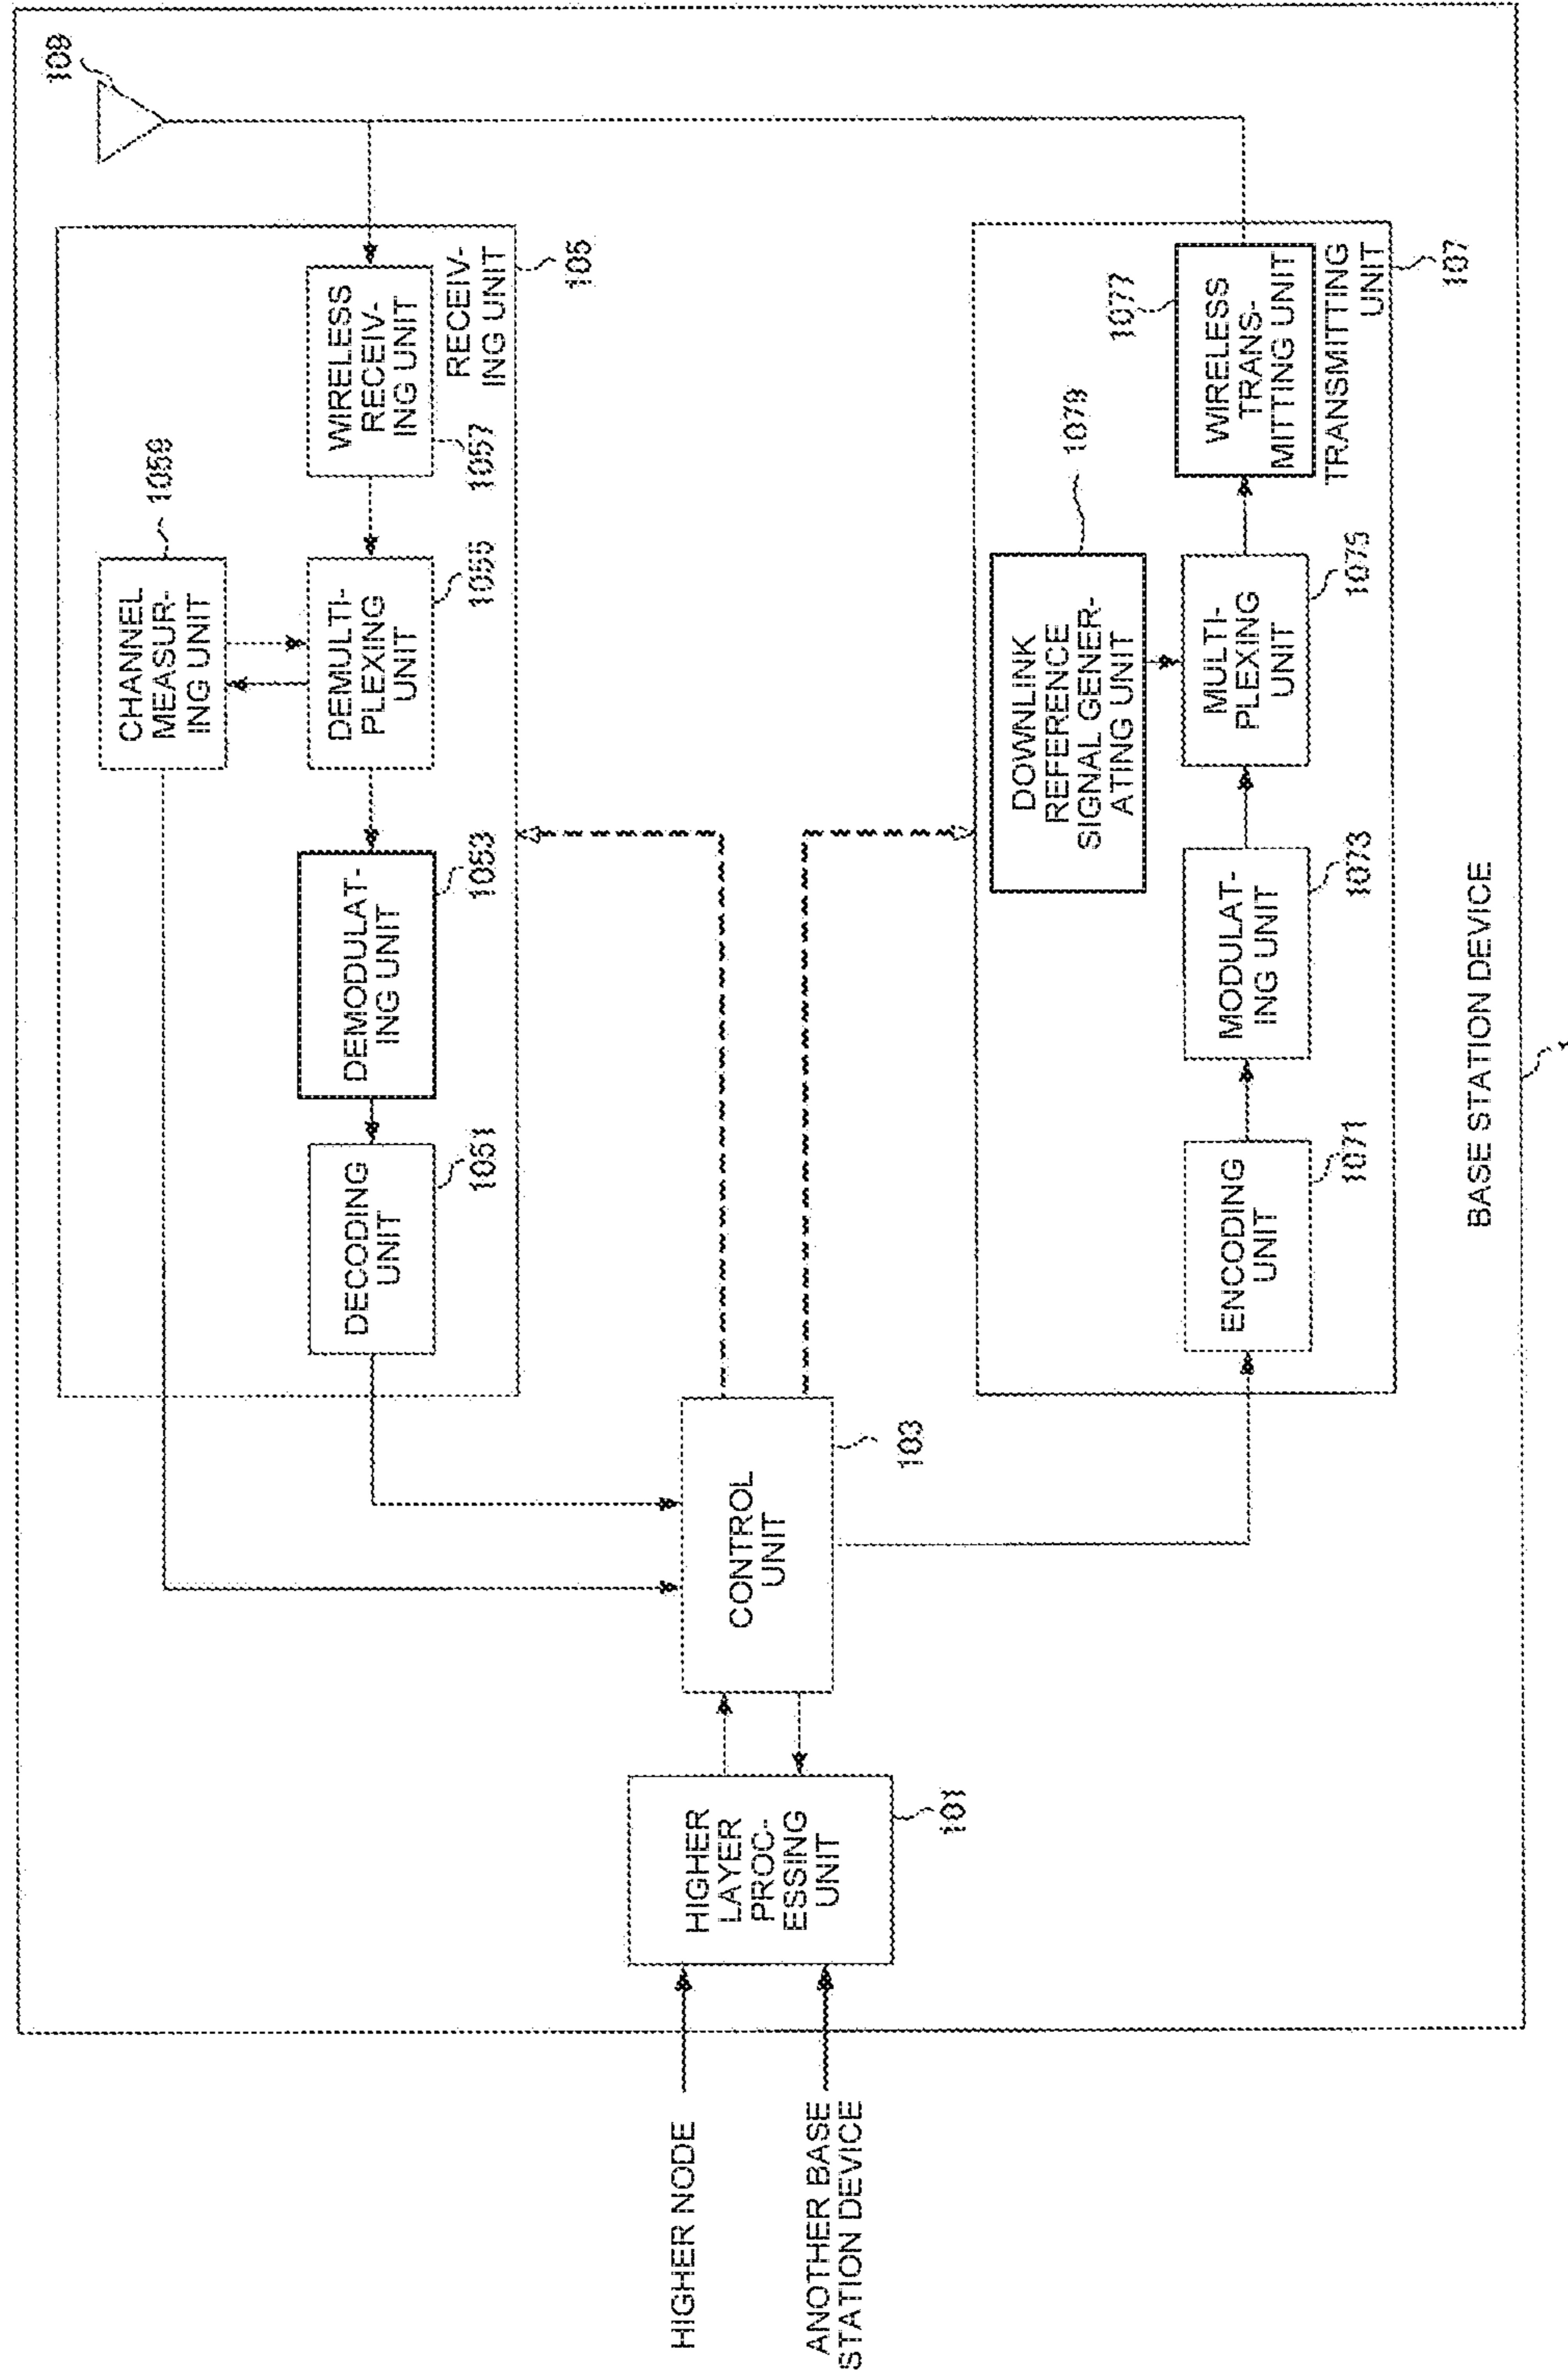 HIGHER NODE
ANOTHER BASE
STATION DEVICE
HIGHER
LAYER
PROC-
ESSING
UNIT
101
CONTROL
UNIT
103
DECODING
UNIT
1051
DEMODULAT-
ING UNIT
1053
DEMULTI-
PLEXING
UNIT
1055
CHANNEL
MEASUR-
ING UNIT
1059
WIRELESS
RECEIV-
ING UNIT
1057
RECEIV-
ING UNIT
105
109
ENCODING
UNIT
1071
MODULAT-
ING UNIT
1073
MULTI-
PLEXING
UNIT
1075
DOWNLINK
REFERENCE
SIGNAL GENER-
ATING UNIT
1079
WIRELESS
TRANS-
MITTING UNIT
1077
TRANSMITTING
UNIT
107
BASE STATION DEVICE